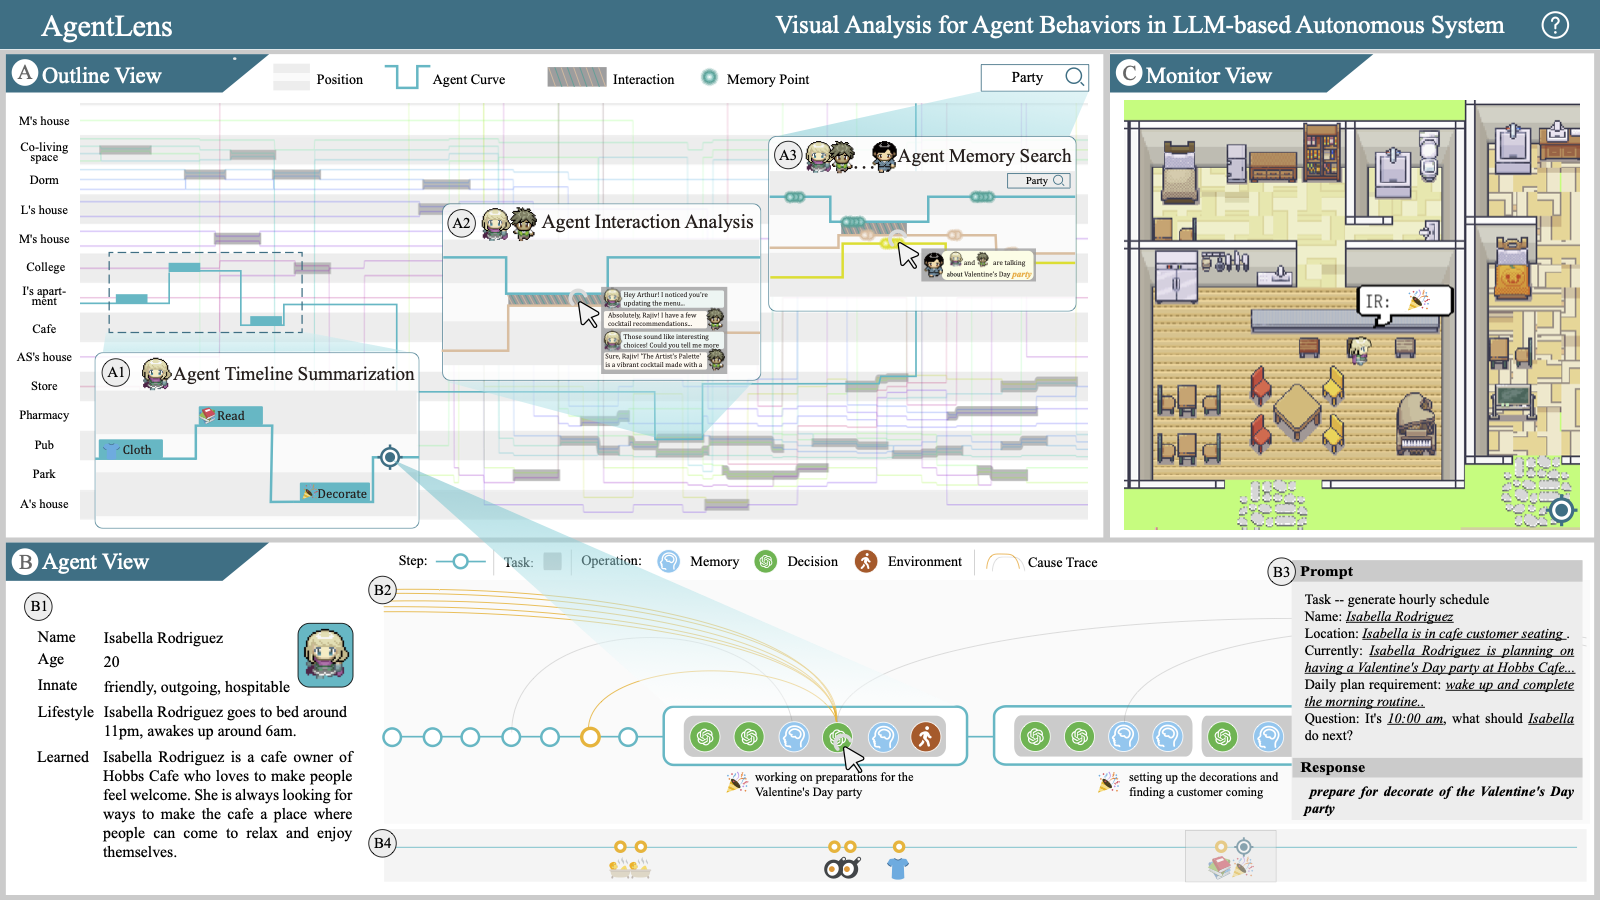 AgentLens
Visual Analysis for Agent Behaviors in LLM-based Autonomous System
?
A
Outline View
Position
Agent Curve
Interaction
Memory Point
Party
M's house
Co-living
space
Dorm
L's house
M's house
College
I's apart-
ment
Cafe
AS's house
Store
Pharmacy
Pub
Park
A's house
A1
Agent Timeline Summarization
Cloth
Read
Decorate
A2
Agent Interaction Analysis
Hey Arthur! I noticed you're
updating the menu...
Absolutely, Rajiv! I have a few
cocktail recommendations...
Those sound like interesting
choices! Could you tell me more
Sure, Rajiv! 'The Artist's Palette'
is a vibrant cocktail made with a
A3
...
Agent Memory Search
Party
and
are talking
about Valentine's Day party
C
Monitor View
IR:
B
Agent View
Step:
Task:
Operation:
Memory
Decision
Environment
Cause Trace
B1
Name
Isabella Rodriguez
Age
20
Innate
friendly, outgoing, hospitable
Lifestyle
Isabella Rodriguez goes to bed around
11pm, awakes up around 6am.
Learned
Isabella Rodriguez is a cafe owner of
Hobbs Cafe who loves to make people
feel welcome. She is always looking for
ways to make the cafe a place where
people can come to relax and enjoy
themselves.
B2
working on preparations for the
Valentine's Day party
setting up the decorations and
finding a customer coming
B3
Prompt
Task -- generate hourly schedule
Name: Isabella Rodriguez
Location: Isabella is in cafe customer seating .
Currently: Isabella Rodriguez is planning on
having a Valentine's Day party at Hobbs Cafe...
Daily plan requirement: wake up and complete
the morning routine..
Question: It's 10:00 am, what should Isabella
do next?
Response
prepare for decorate of the Valentine's Day
party
B4